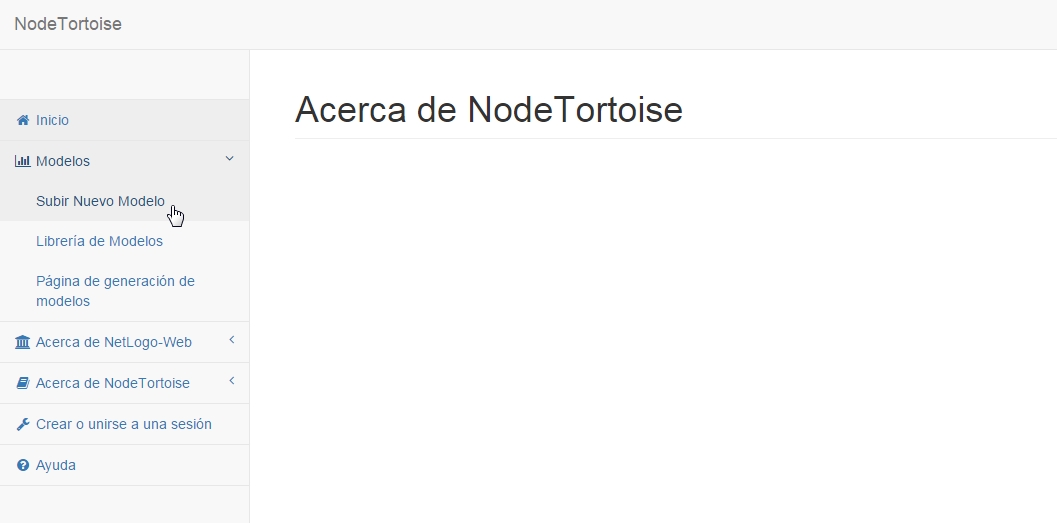 NodeTortoise
Acerca de NodeTortoise
Inicio
Modelos
Subir Nuevo Modelo
Librería de Modelos
Página de generación de
modelos
Acerca de NetLogo-Web
Acerca de NodeTortoise
Crear o unirse a una sesión
Ayuda